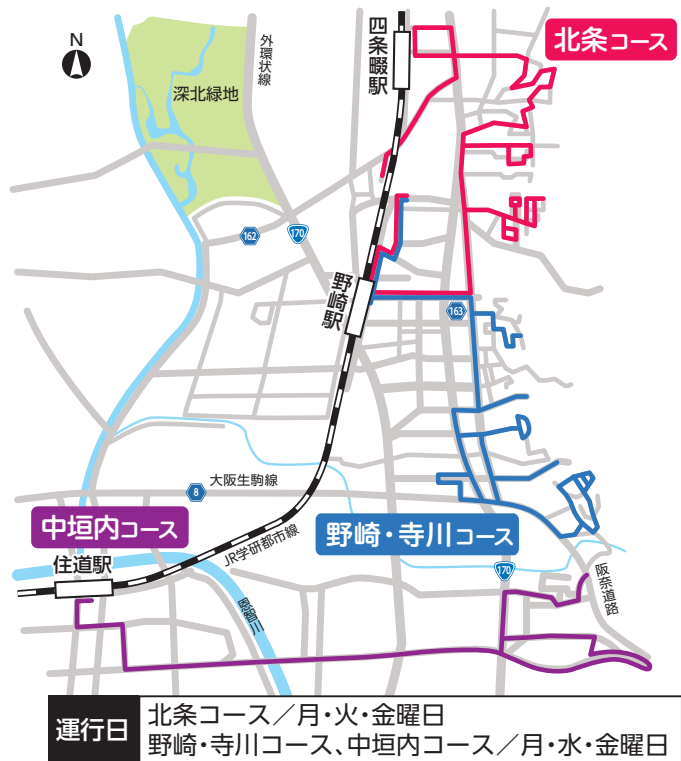 N
外環状線
四条畷駅
北条コース
深北緑地
162
170
野崎駅
163
大阪生駒線
8
中垣内コース
JR学研都市線
野崎・寺川コース
住道駅
恩智川
170
阪奈道路
運行日
北条コース／月・火・金曜日
野崎・寺川コース、中垣内コース／月・水・金曜日